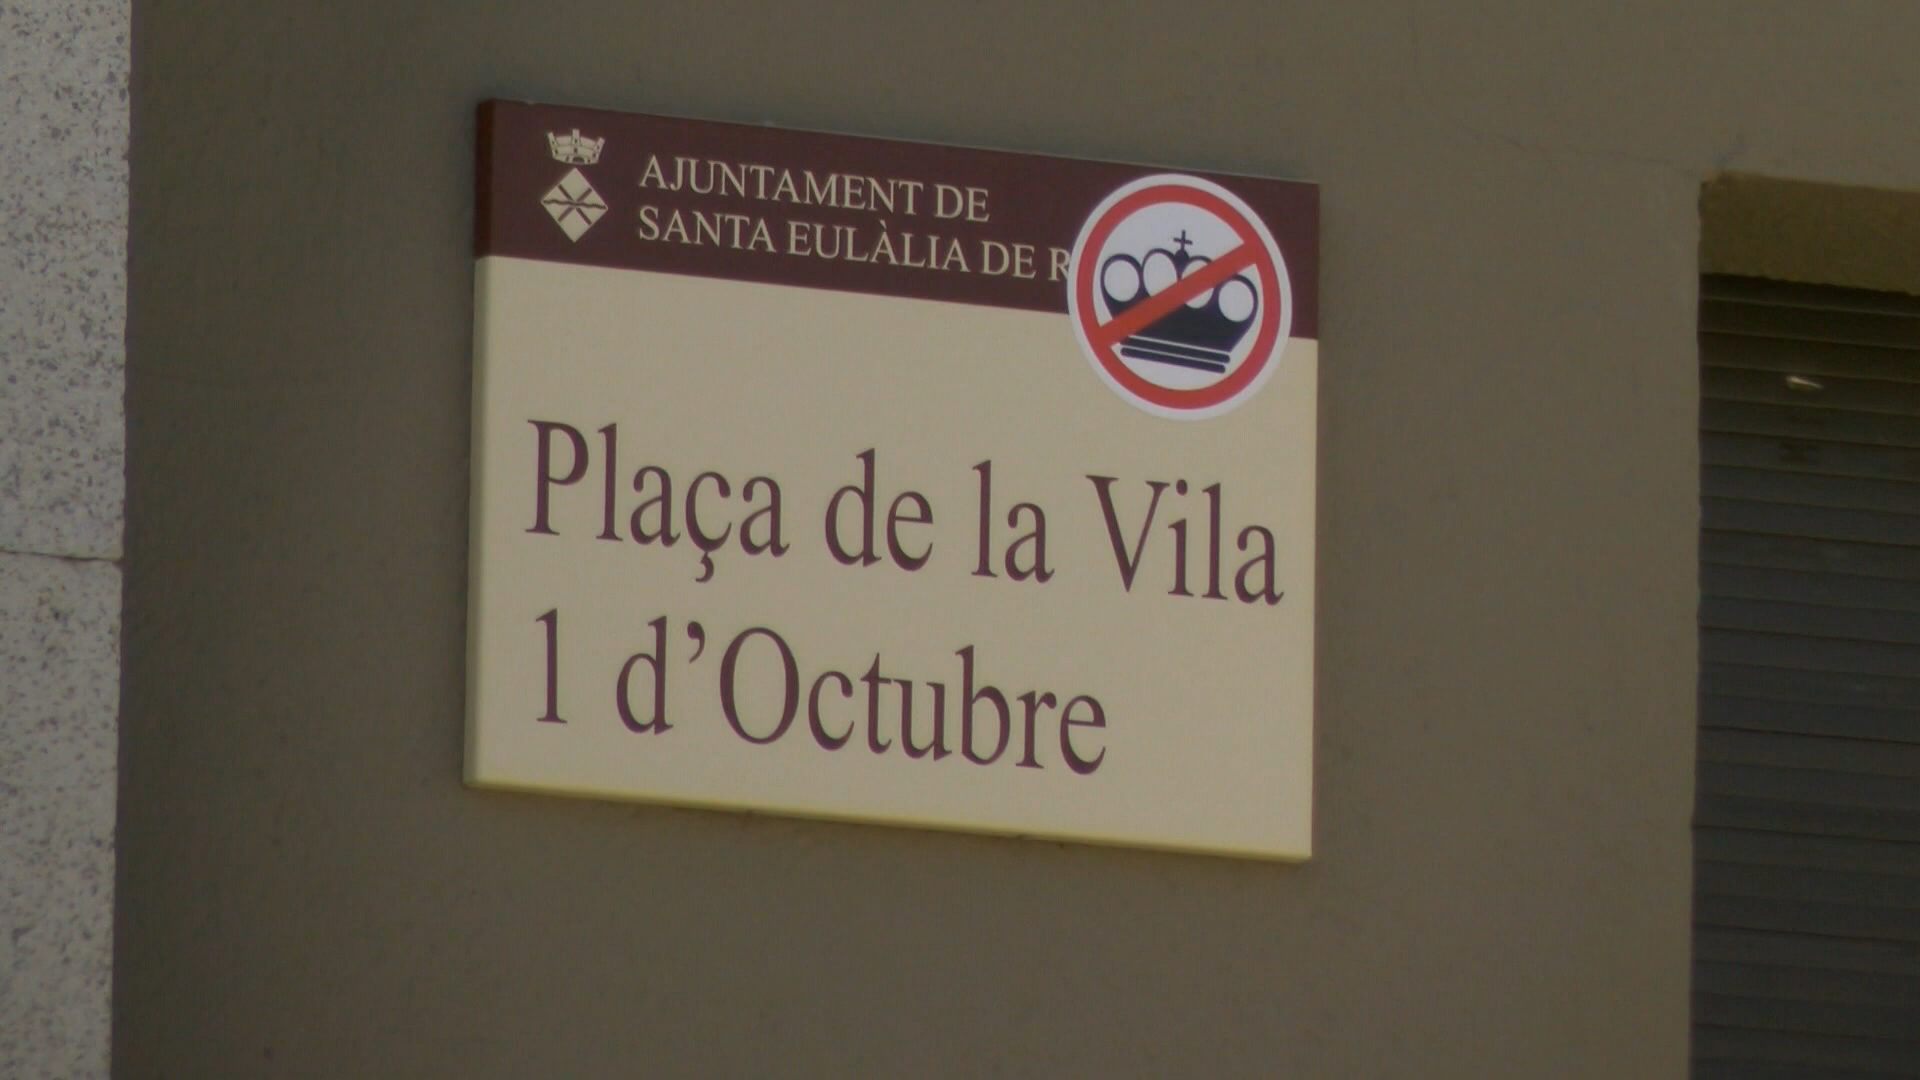 AJUNTAMENT DE
SANTA EULÀLIA DE R
Plaça de la Vila
1 d’Octubre